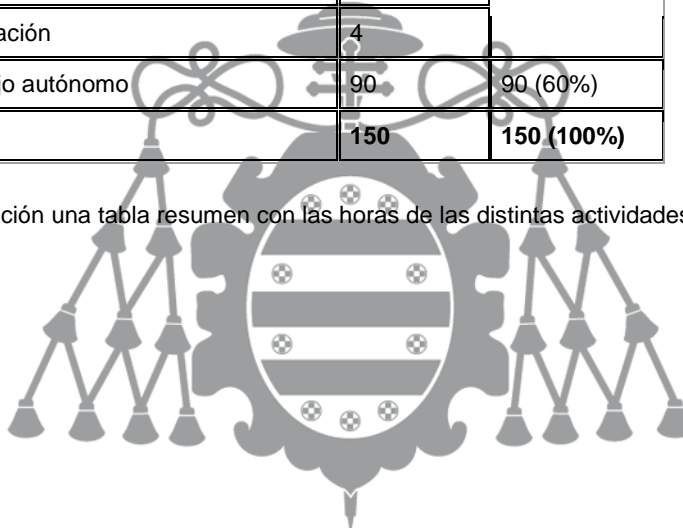 ación 4
jo autónomo 90 90 (60%)
150 150 (100%)
ción una tabla resumen con las horas de las distintas actividades